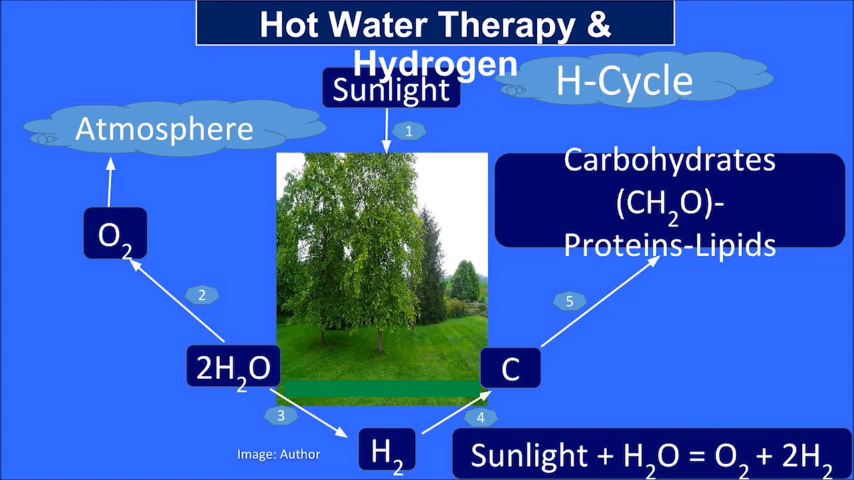 Hot Water Therapy &
Hydrogen
Sunlight
H-Cycle
Atmosphere
1
Carbohydrates
(CH₂O)-
Proteins-Lipids
O₂
2
5
2H₂O
C
3
4
H₂
Image: Author
Sunlight + H₂O = O₂ + 2H₂